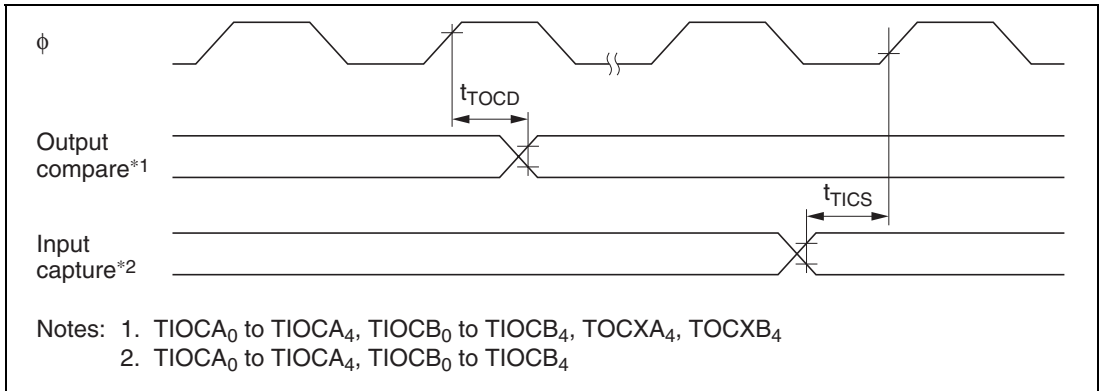 ϕ
tTOCD
Output
compare*1
tTICS
Input
capture*2
Notes: 1. TIOCA0 to TIOCA4, TIOCB0 to TIOCB4, TOCXA4, TOCXB4
2. TIOCA0 to TIOCA4, TIOCB0 to TIOCB4